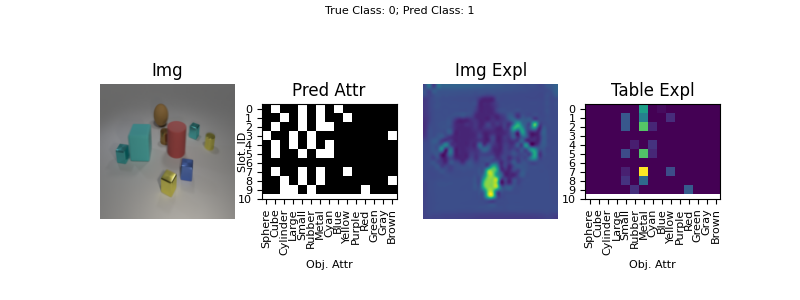 True Class: 0; Pred Class: 1
Img
Pred Attr
Img Expl
Table Expl
Slot. ID
0
1
2
3
4
5
6
7
8
9
10
0
1
2
3
4
5
6
7
8
9
10
Sphere
Cube
Cylinder
Large
Small
Rubber
Metal
Cyan
Blue
Yellow
Purple
Red
Green
Gray
Brown
Sphere
Cube
Cylinder
Large
Small
Rubber
Metal
Cyan
Blue
Yellow
Purple
Red
Green
Gray
Brown
Obj. Attr
Obj. Attr